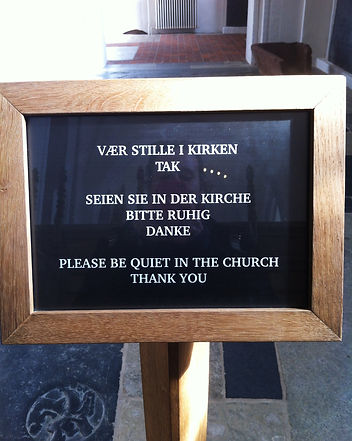 VÆR STILLE I KIRKEN
TAK
SEIEN SIE IN DER KIRCHE
BITTE RUHIG
DANKE
PLEASE BE QUIET IN THE CHURCH
THANK YOU